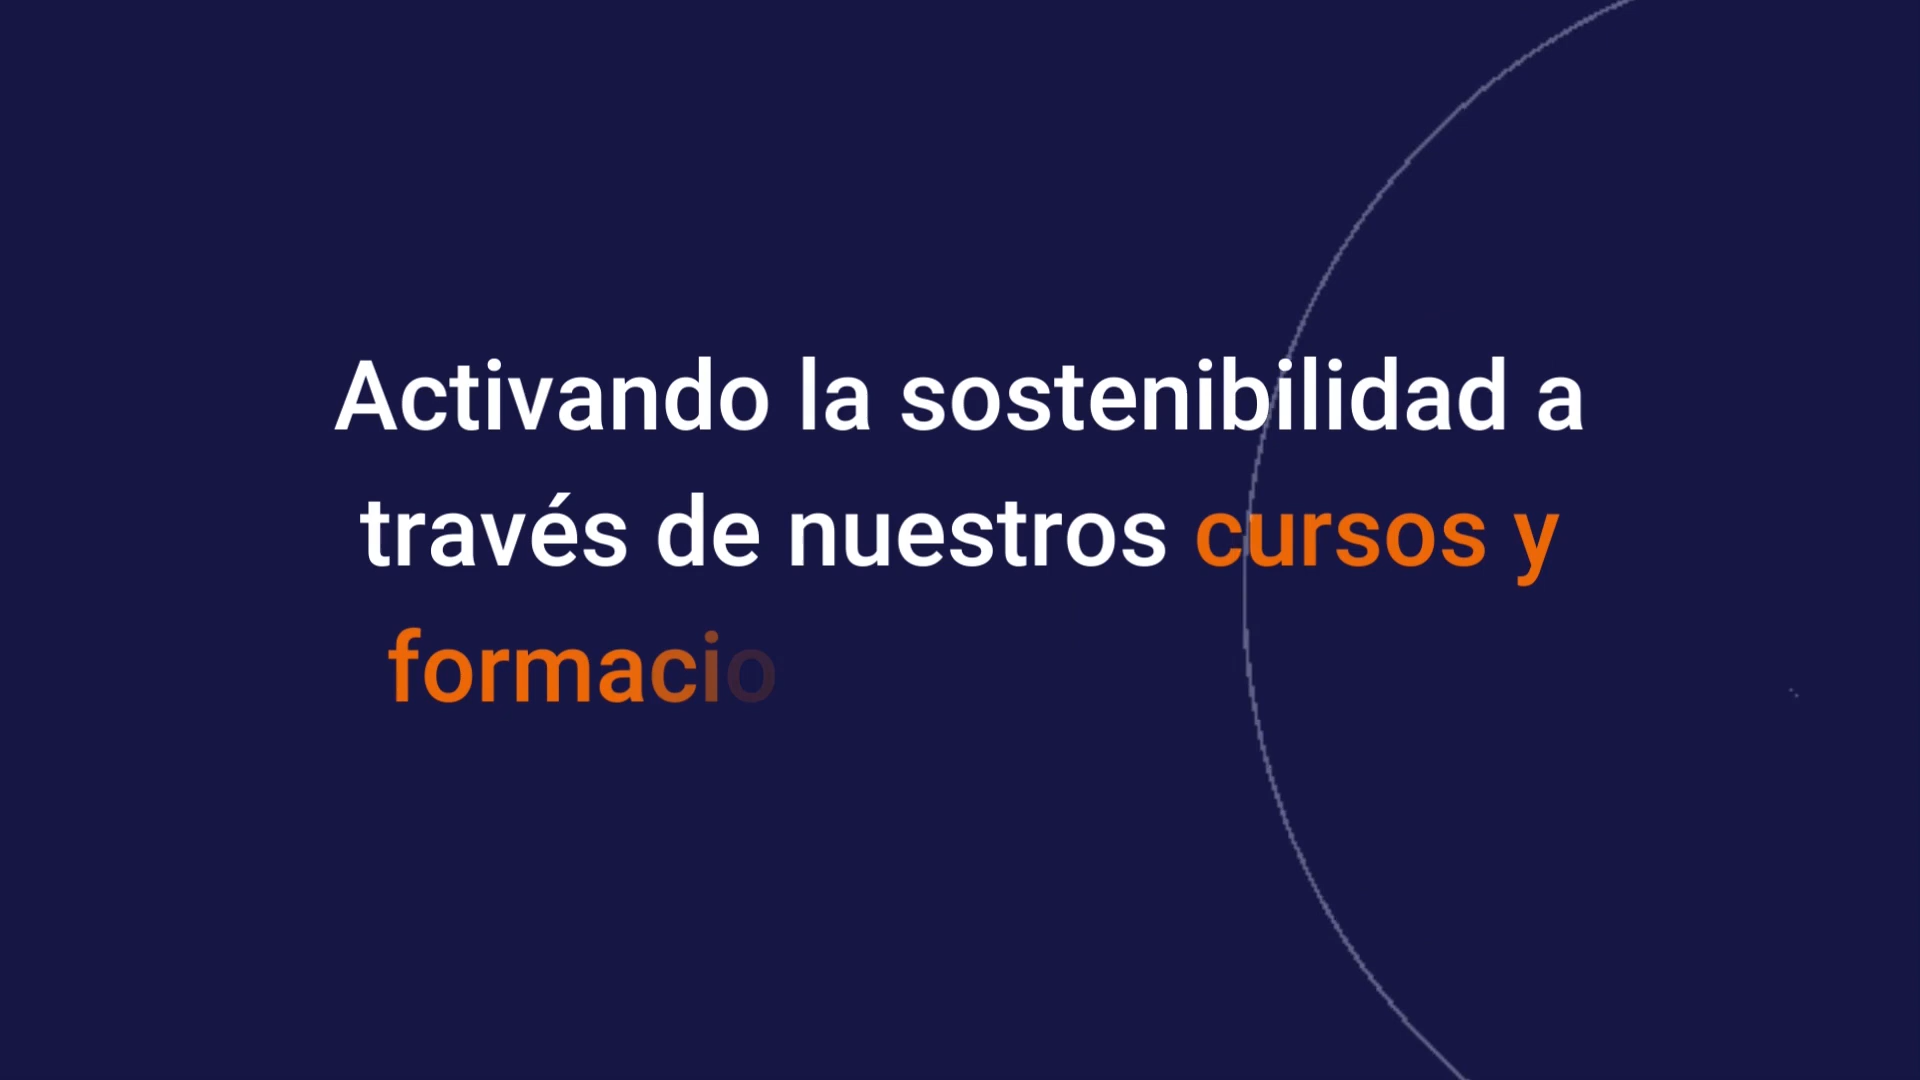 Activando la sostenibilidad a
través de nuestros cursos y
formacio